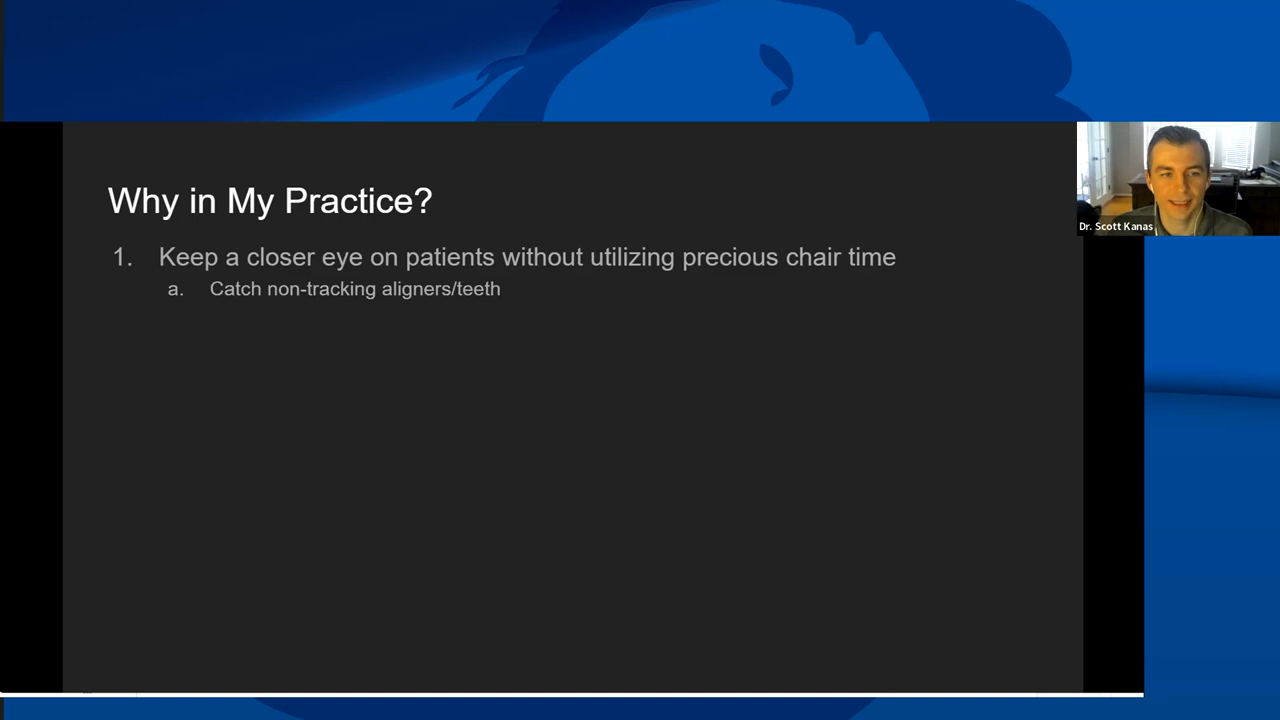 Why in My Practice?
1. Keep a closer eye on patients without utilizing precious chair time
a. Catch non-tracking aligners/teeth
Dr. Scott Kanas